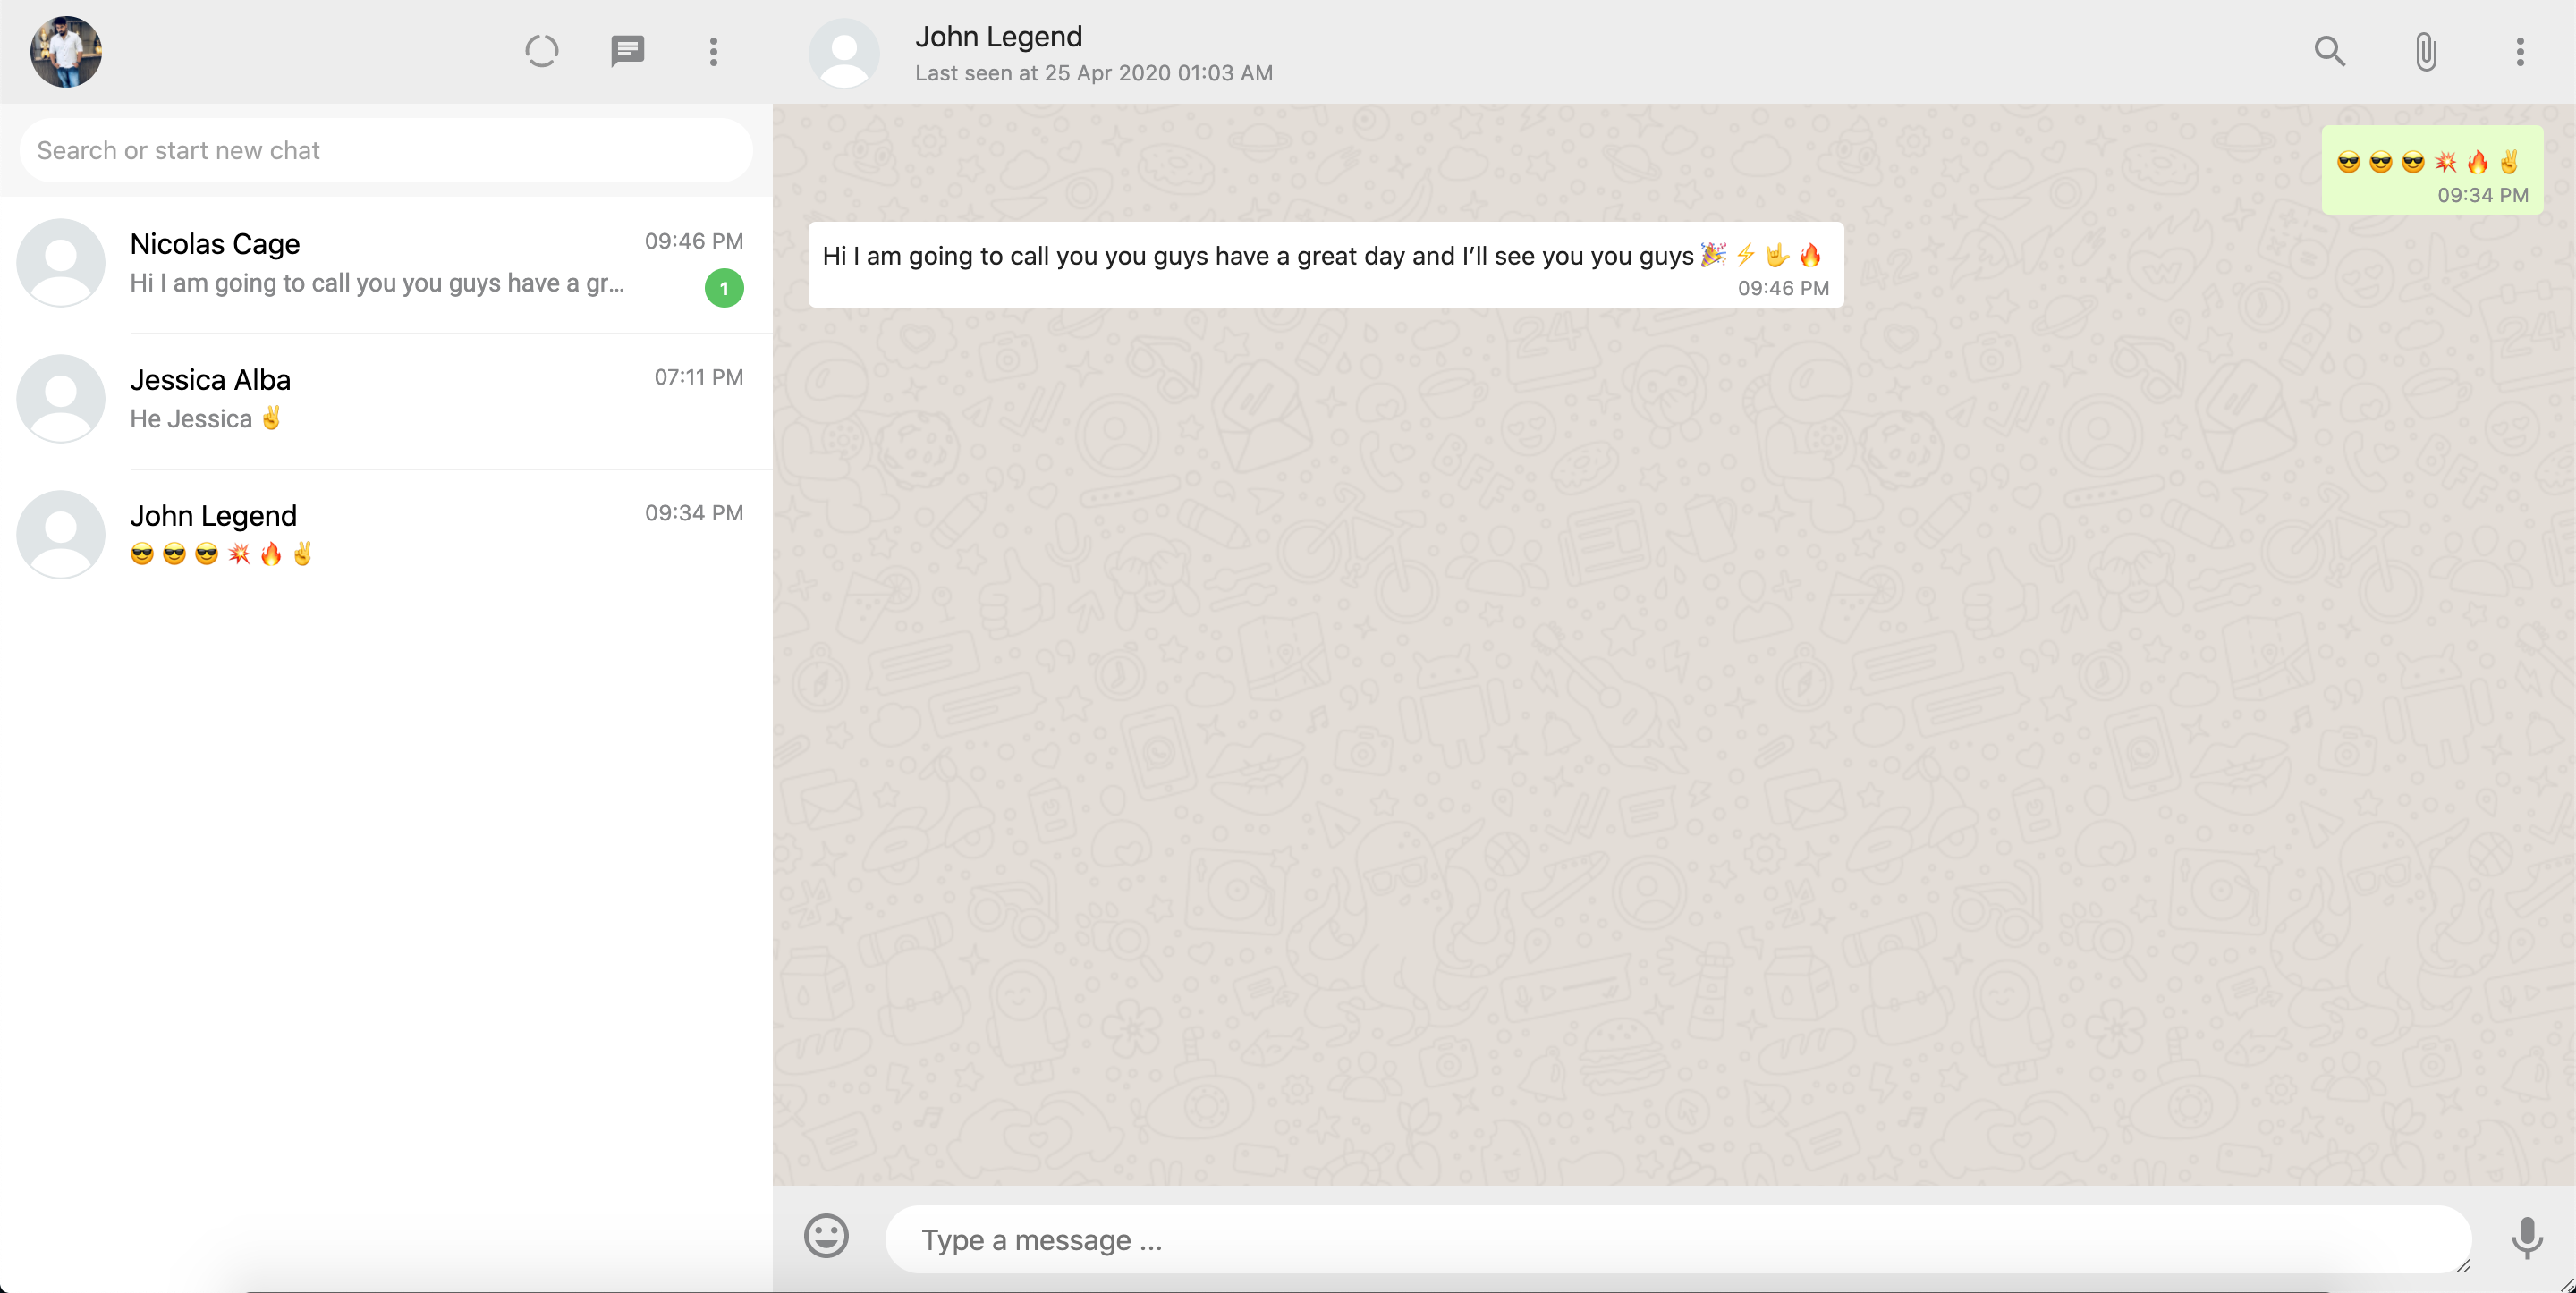 John Legend
Last seen at 25 Apr 2020 01:03 AM
Search or start new chat
Nicolas Cage
09:46 PM
Hi I am going to call you you guys have a gr...
1
Jessica Alba
07:11 PM
He Jessica ✌️
John Legend
09:34 PM
😎 😎 😎 💥 🔥 ✌️
😎 😎 😎 💥 🔥 ✌️
09:34 PM
Hi I am going to call you you guys have a great day and I’ll see you you guys 🎉 ⚡ 🤟 🔥
09:46 PM
Type a message ...